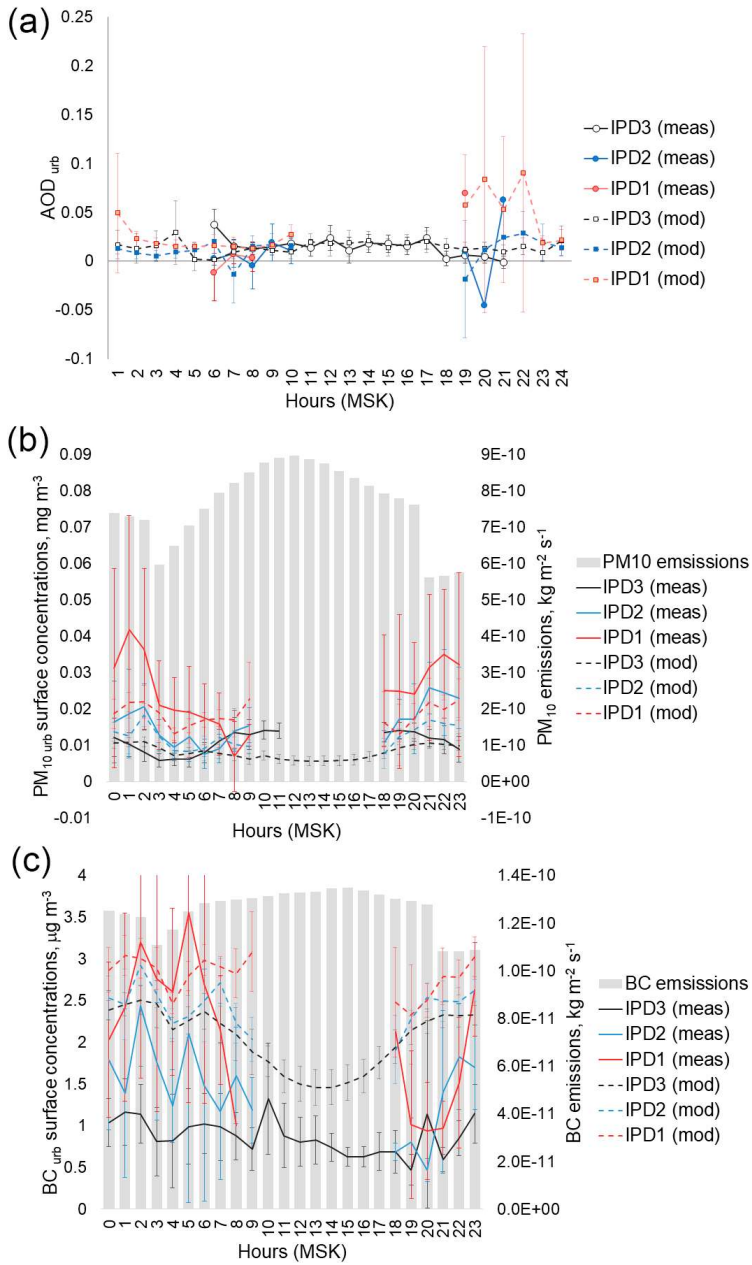 (a)
0.25
0.2
0.15
0.1
0.05
0
-0.05
-0.1
AOD urb
1 2 3 4 5 6 7 8 9 10 11 12 13 14 15 16 17 18 19 20 21 22 23 24
Hours (MSK)
IPD3 (meas)
IPD2 (meas)
IPD1 (meas)
IPD3 (mod)
IPD2 (mod)
IPD1 (mod)
(b)
0.09
0.08
0.07
0.06
0.05
0.04
0.03
0.02
0.01
0
-0.01
PM10 urb surface concentrations, mg m-3
0 1 2 3 4 5 6 7 8 9 10 11 12 13 14 15 16 17 18 19 20 21 22 23
Hours (MSK)
9E-10
8E-10
7E-10
6E-10
5E-10
4E-10
3E-10
2E-10
1E-10
0E+00
-1E-10
PM10 emissions, kg m-2 s-1
PM10 emsissions
IPD3 (meas)
IPD2 (meas)
IPD1 (meas)
IPD3 (mod)
IPD2 (mod)
IPD1 (mod)
(c)
4
3.5
3
2.5
2
1.5
1
0.5
0
BCurb surface concentrations, μg m-3
0 1 2 3 4 5 6 7 8 9 10 11 12 13 14 15 16 17 18 19 20 21 22 23
Hours (MSK)
1.4E-10
1.2E-10
1.0E-10
8.0E-11
6.0E-11
4.0E-11
2.0E-11
0.0E+00
BC emissions, kg m-2 s-1
BC emsissions
IPD3 (meas)
IPD2 (meas)
IPD1 (meas)
IPD3 (mod)
IPD2 (mod)
IPD1 (mod)